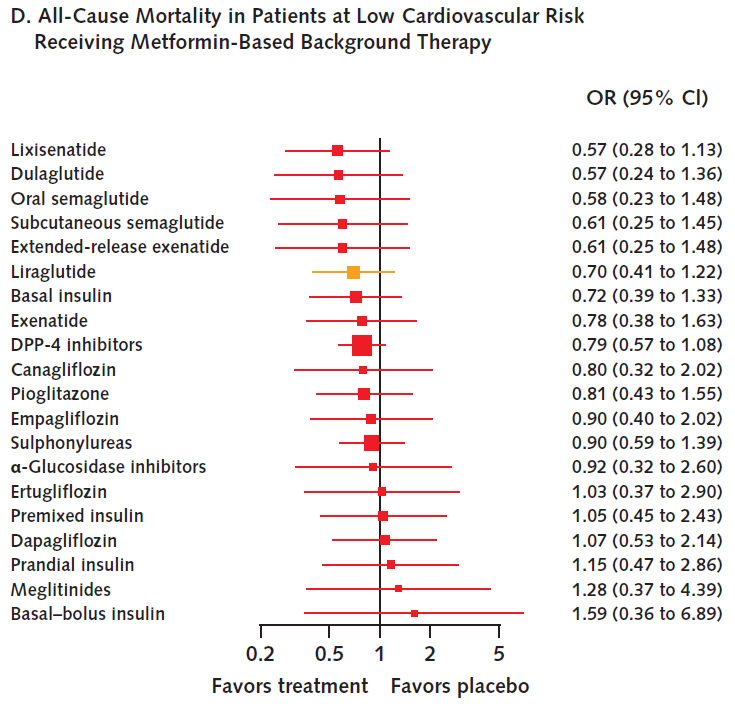 D. All-Cause Mortality in Patients at Low Cardiovascular Risk
Receiving Metformin-Based Background Therapy
OR (95% Cl)
Lixisenatide 0.57 (0.28 to 1.13)
Dulaglutide 0.57 (0.24 to 1.36)
Oral semaglutide 0.58 (0.23 to 1.48)
Subcutaneous semaglutide 0.61 (0.25 to 1.45)
Extended-release exenatide 0.61 (0.25 to 1.48)
Liraglutide 0.70 (0.41 to 1.22)
Basal insulin 0.72 (0.39 to 1.33)
Exenatide 0.78 (0.38 to 1.63)
DPP-4 inhibitors 0.79 (0.57 to 1.08)
Canagliflozin 0.80 (0.32 to 2.02)
Pioglitazone 0.81 (0.43 to 1.55)
Empagliflozin 0.90 (0.40 to 2.02)
Sulphonylureas 0.90 (0.59 to 1.39)
α-Glucosidase inhibitors 0.92 (0.32 to 2.60)
Ertugliflozin 1.03 (0.37 to 2.90)
Premixed insulin 1.05 (0.45 to 2.43)
Dapagliflozin 1.07 (0.53 to 2.14)
Prandial insulin 1.15 (0.47 to 2.86)
Meglitinides 1.28 (0.37 to 4.39)
Basal–bolus insulin 1.59 (0.36 to 6.89)
0.2 0.5 1 2 5
Favors treatment Favors placebo